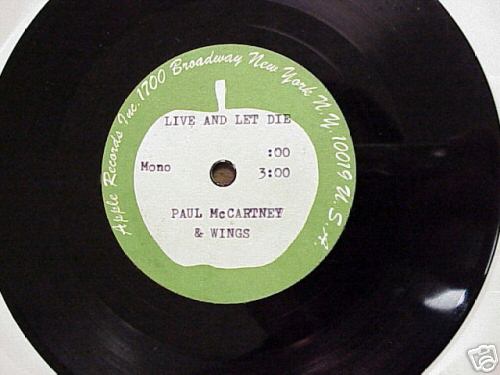 Apple Records Inc. 1700 Broadway New York N.Y. 10019 U.S.A.
LIVE AND LET DIE
:00
Mono 3:00
PAUL McCARTNEY
& WINGS